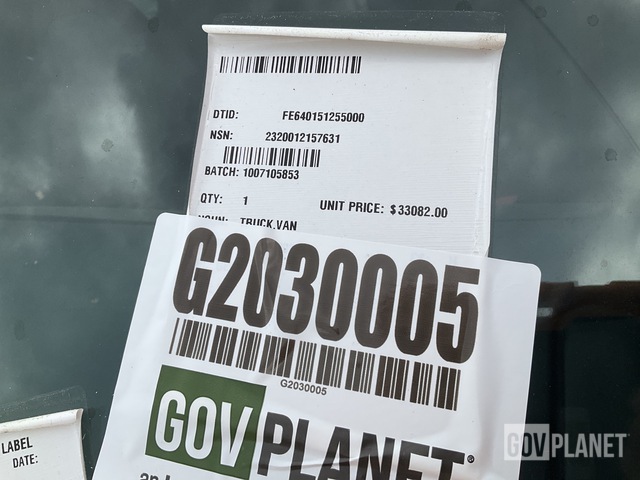 DTID: FE640151255000
NSN: 2320012157631
BATCH: 1007105853
QTY: 1 UNIT PRICE: $33082.00
TRUCK,VAN
G2030005
G2030005
GOVPLANET®
LABEL
DATE:
GOVPLANET